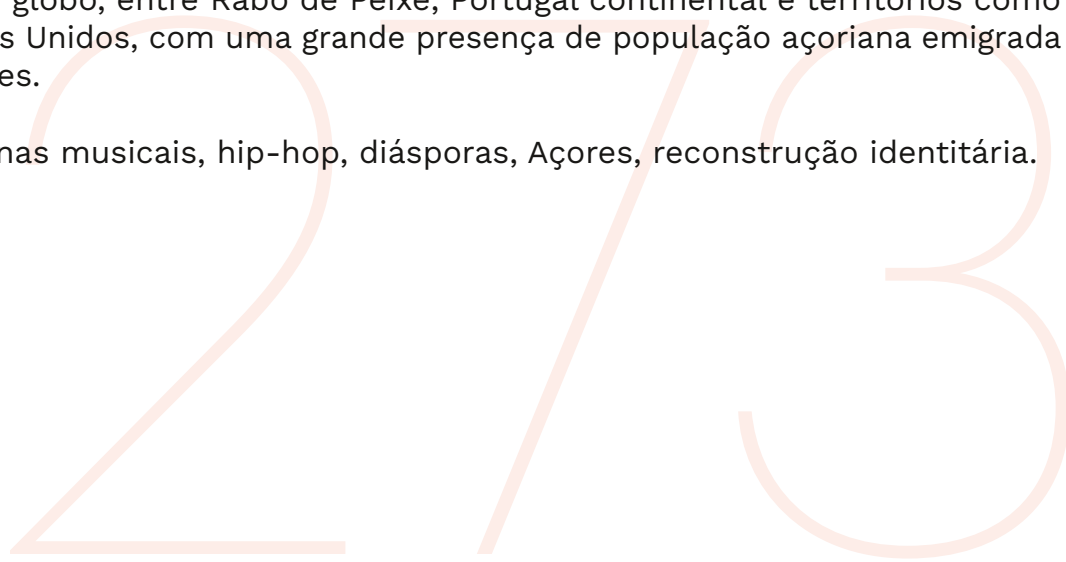 globo, entre Rabo de Peixe, Portugal continental e territórios como
s Unidos, com uma grande presença de população açoriana emigrada
es.
nas musicais, hip-hop, diásporas, Açores, reconstrução identitária.
273